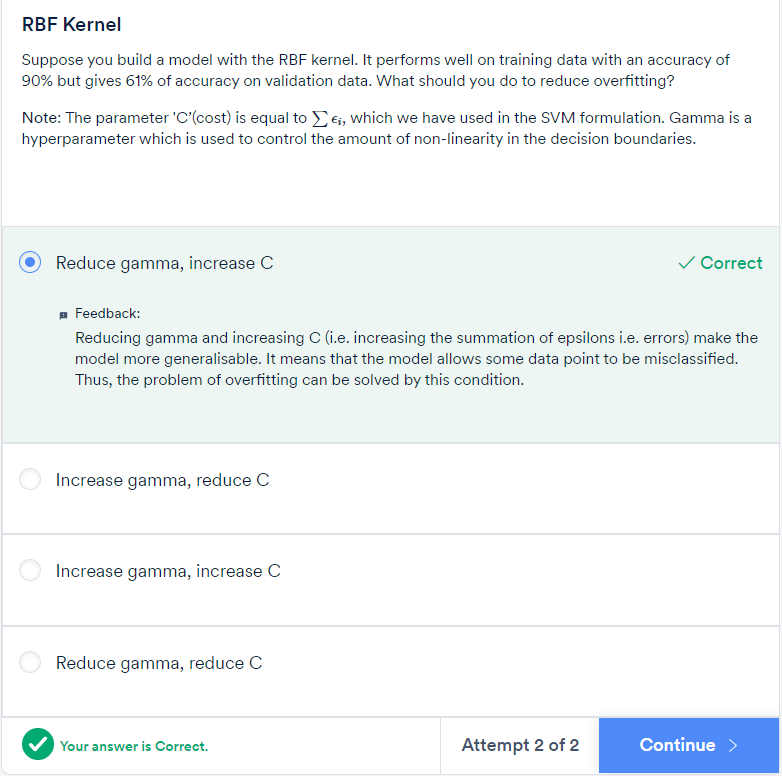 RBF Kernel
Suppose you build a model with the RBF kernel. It performs well on training data with an accuracy of
90% but gives 61% of accuracy on validation data. What should you do to reduce overfitting?
Note: The parameter 'C'(cost) is equal to ∑ ϵᵢ, which we have used in the SVM formulation. Gamma is a
hyperparameter which is used to control the amount of non-linearity in the decision boundaries.
Reduce gamma, increase C
Correct
Feedback:
Reducing gamma and increasing C (i.e. increasing the summation of epsilons i.e. errors) make the
model more generalisable. It means that the model allows some data point to be misclassified.
Thus, the problem of overfitting can be solved by this condition.
Increase gamma, reduce C
Increase gamma, increase C
Reduce gamma, reduce C
Your answer is Correct.
Attempt 2 of 2
Continue